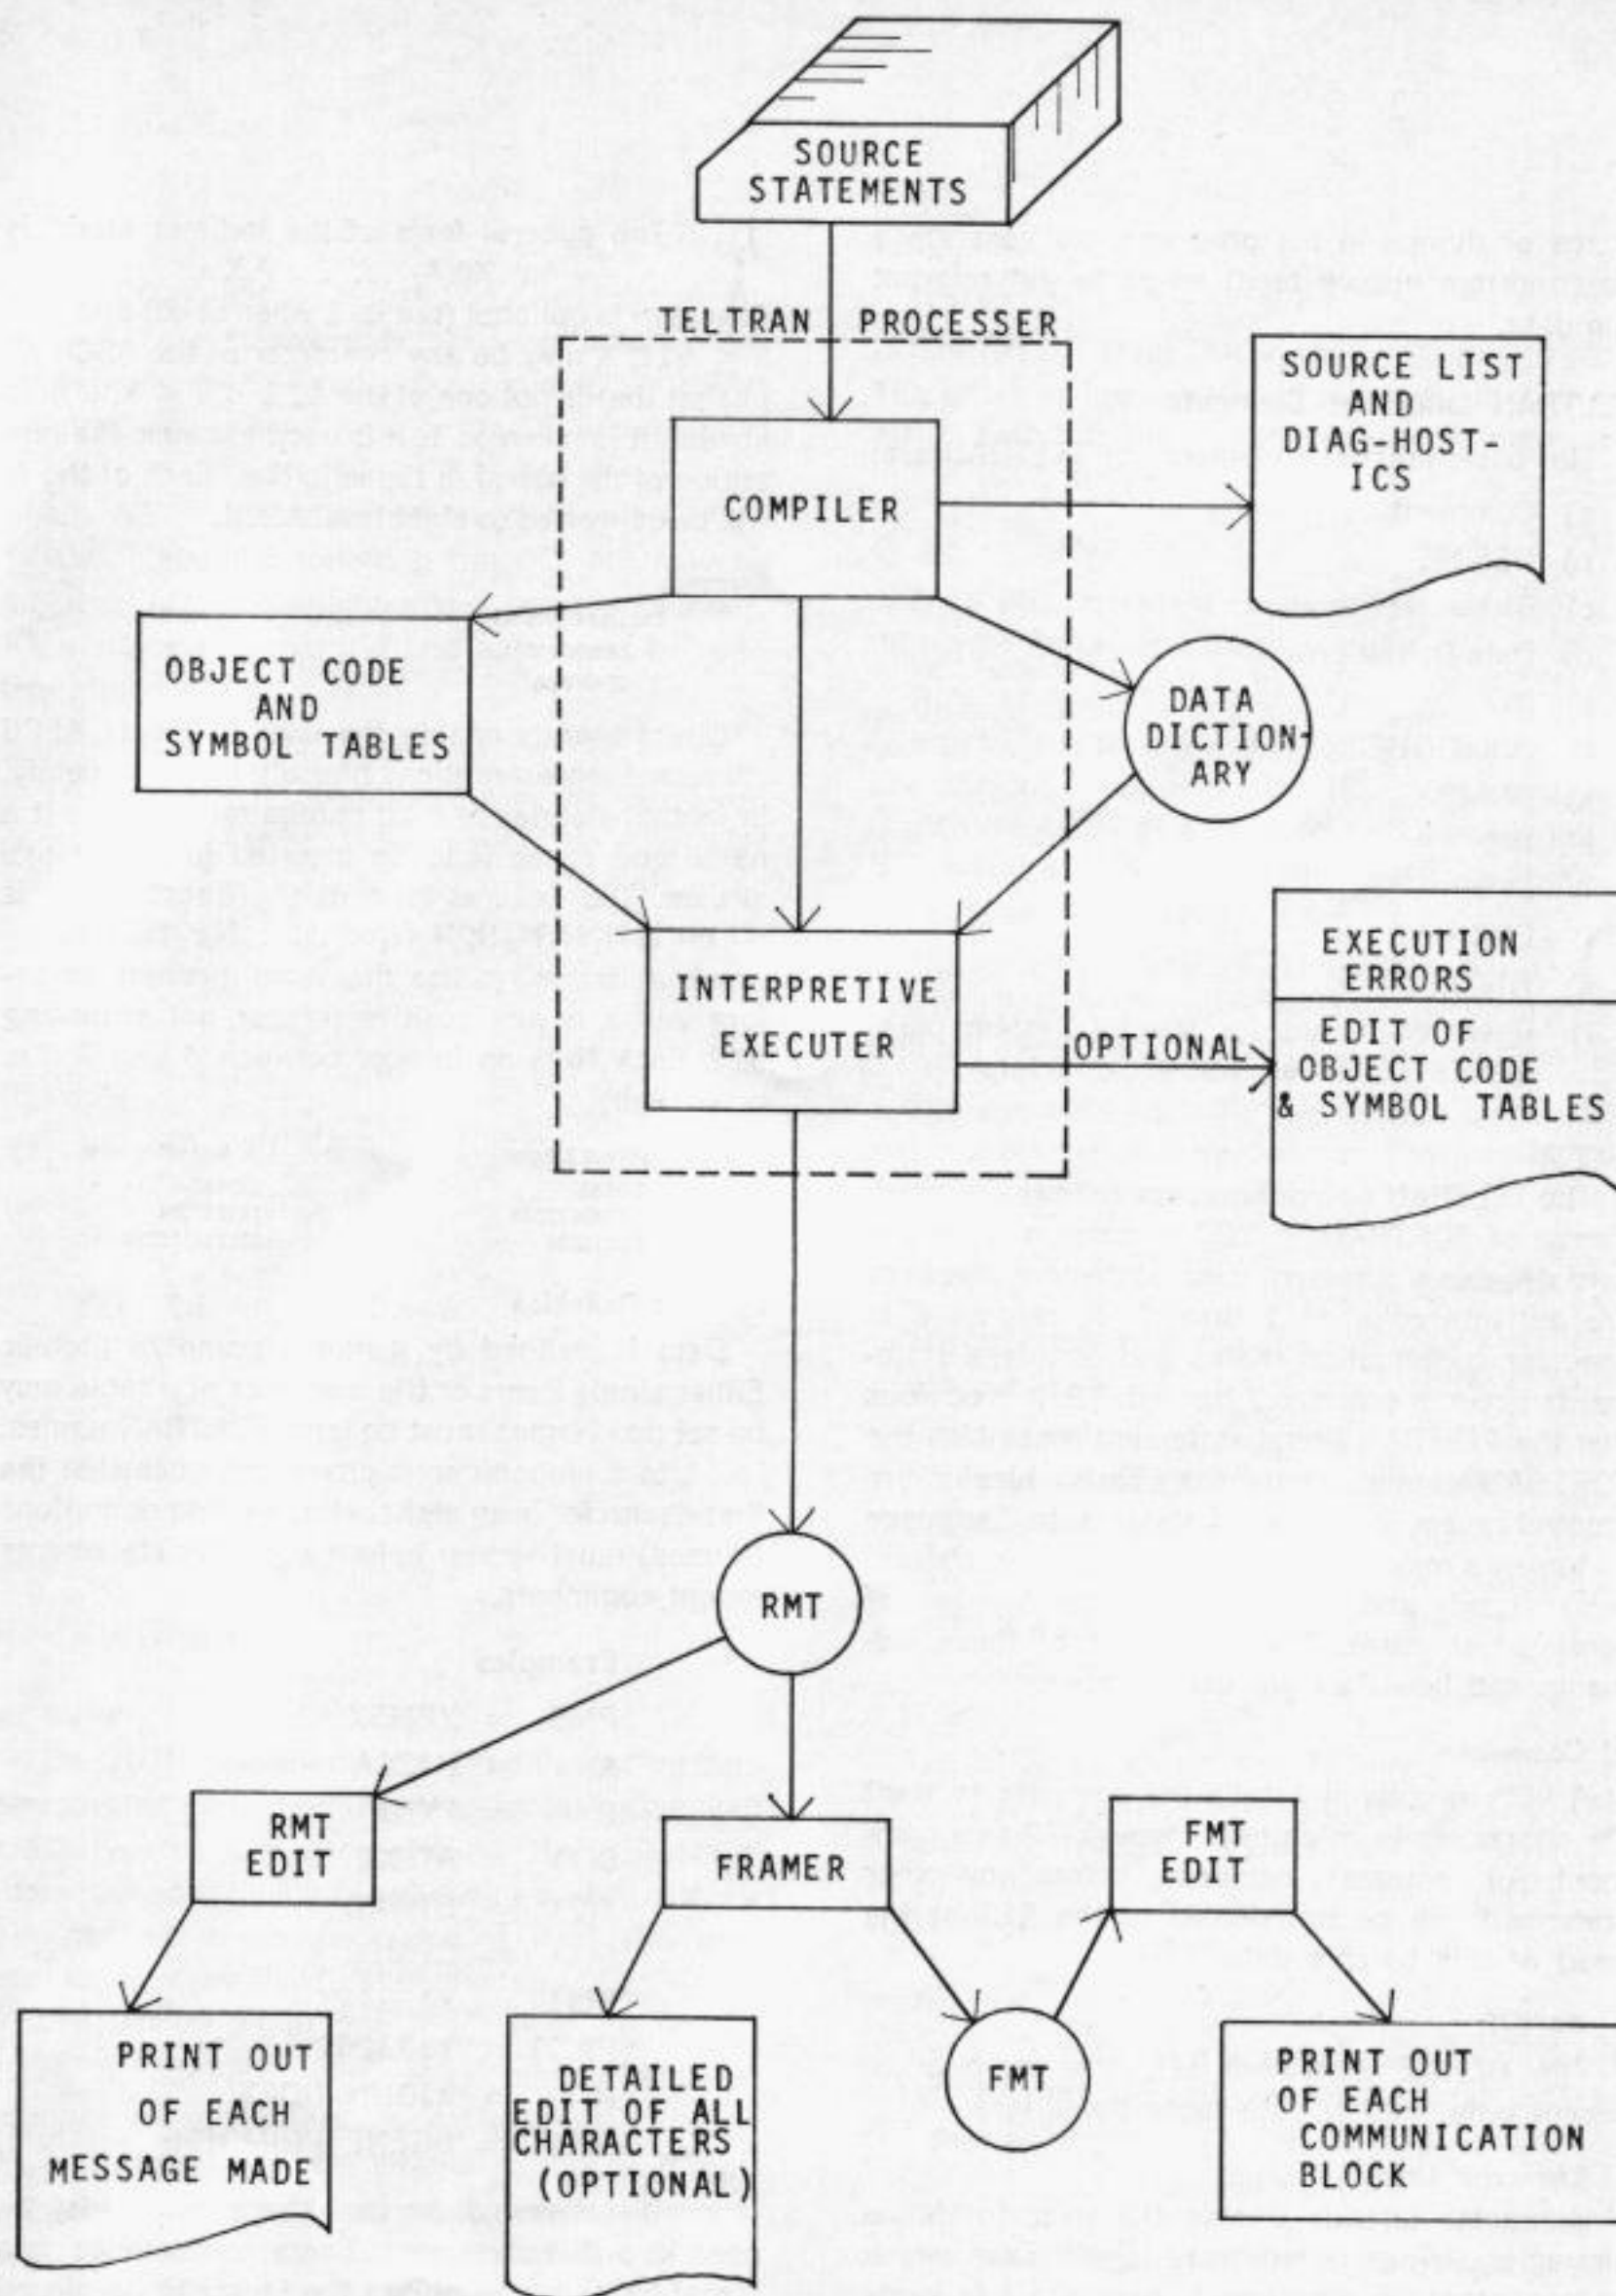 SOURCE
STATEMENTS
TELTRAN PROCESSER
COMPILER
SOURCE LIST
AND
DIAG-HOST-
ICS
OBJECT CODE
AND
SYMBOL TABLES
DATA
DICTION-
ARY
INTERPRETIVE
EXECUTER
OPTIONAL
EXECUTION
ERRORS
EDIT OF
OBJECT CODE
& SYMBOL TABLES
RMT
RMT
EDIT
FRAMER
FMT
EDIT
PRINT OUT
OF EACH
MESSAGE MADE
DETAILED
EDIT OF ALL
CHARACTERS
(OPTIONAL)
FMT
PRINT OUT
OF EACH
COMMUNICATION
BLOCK